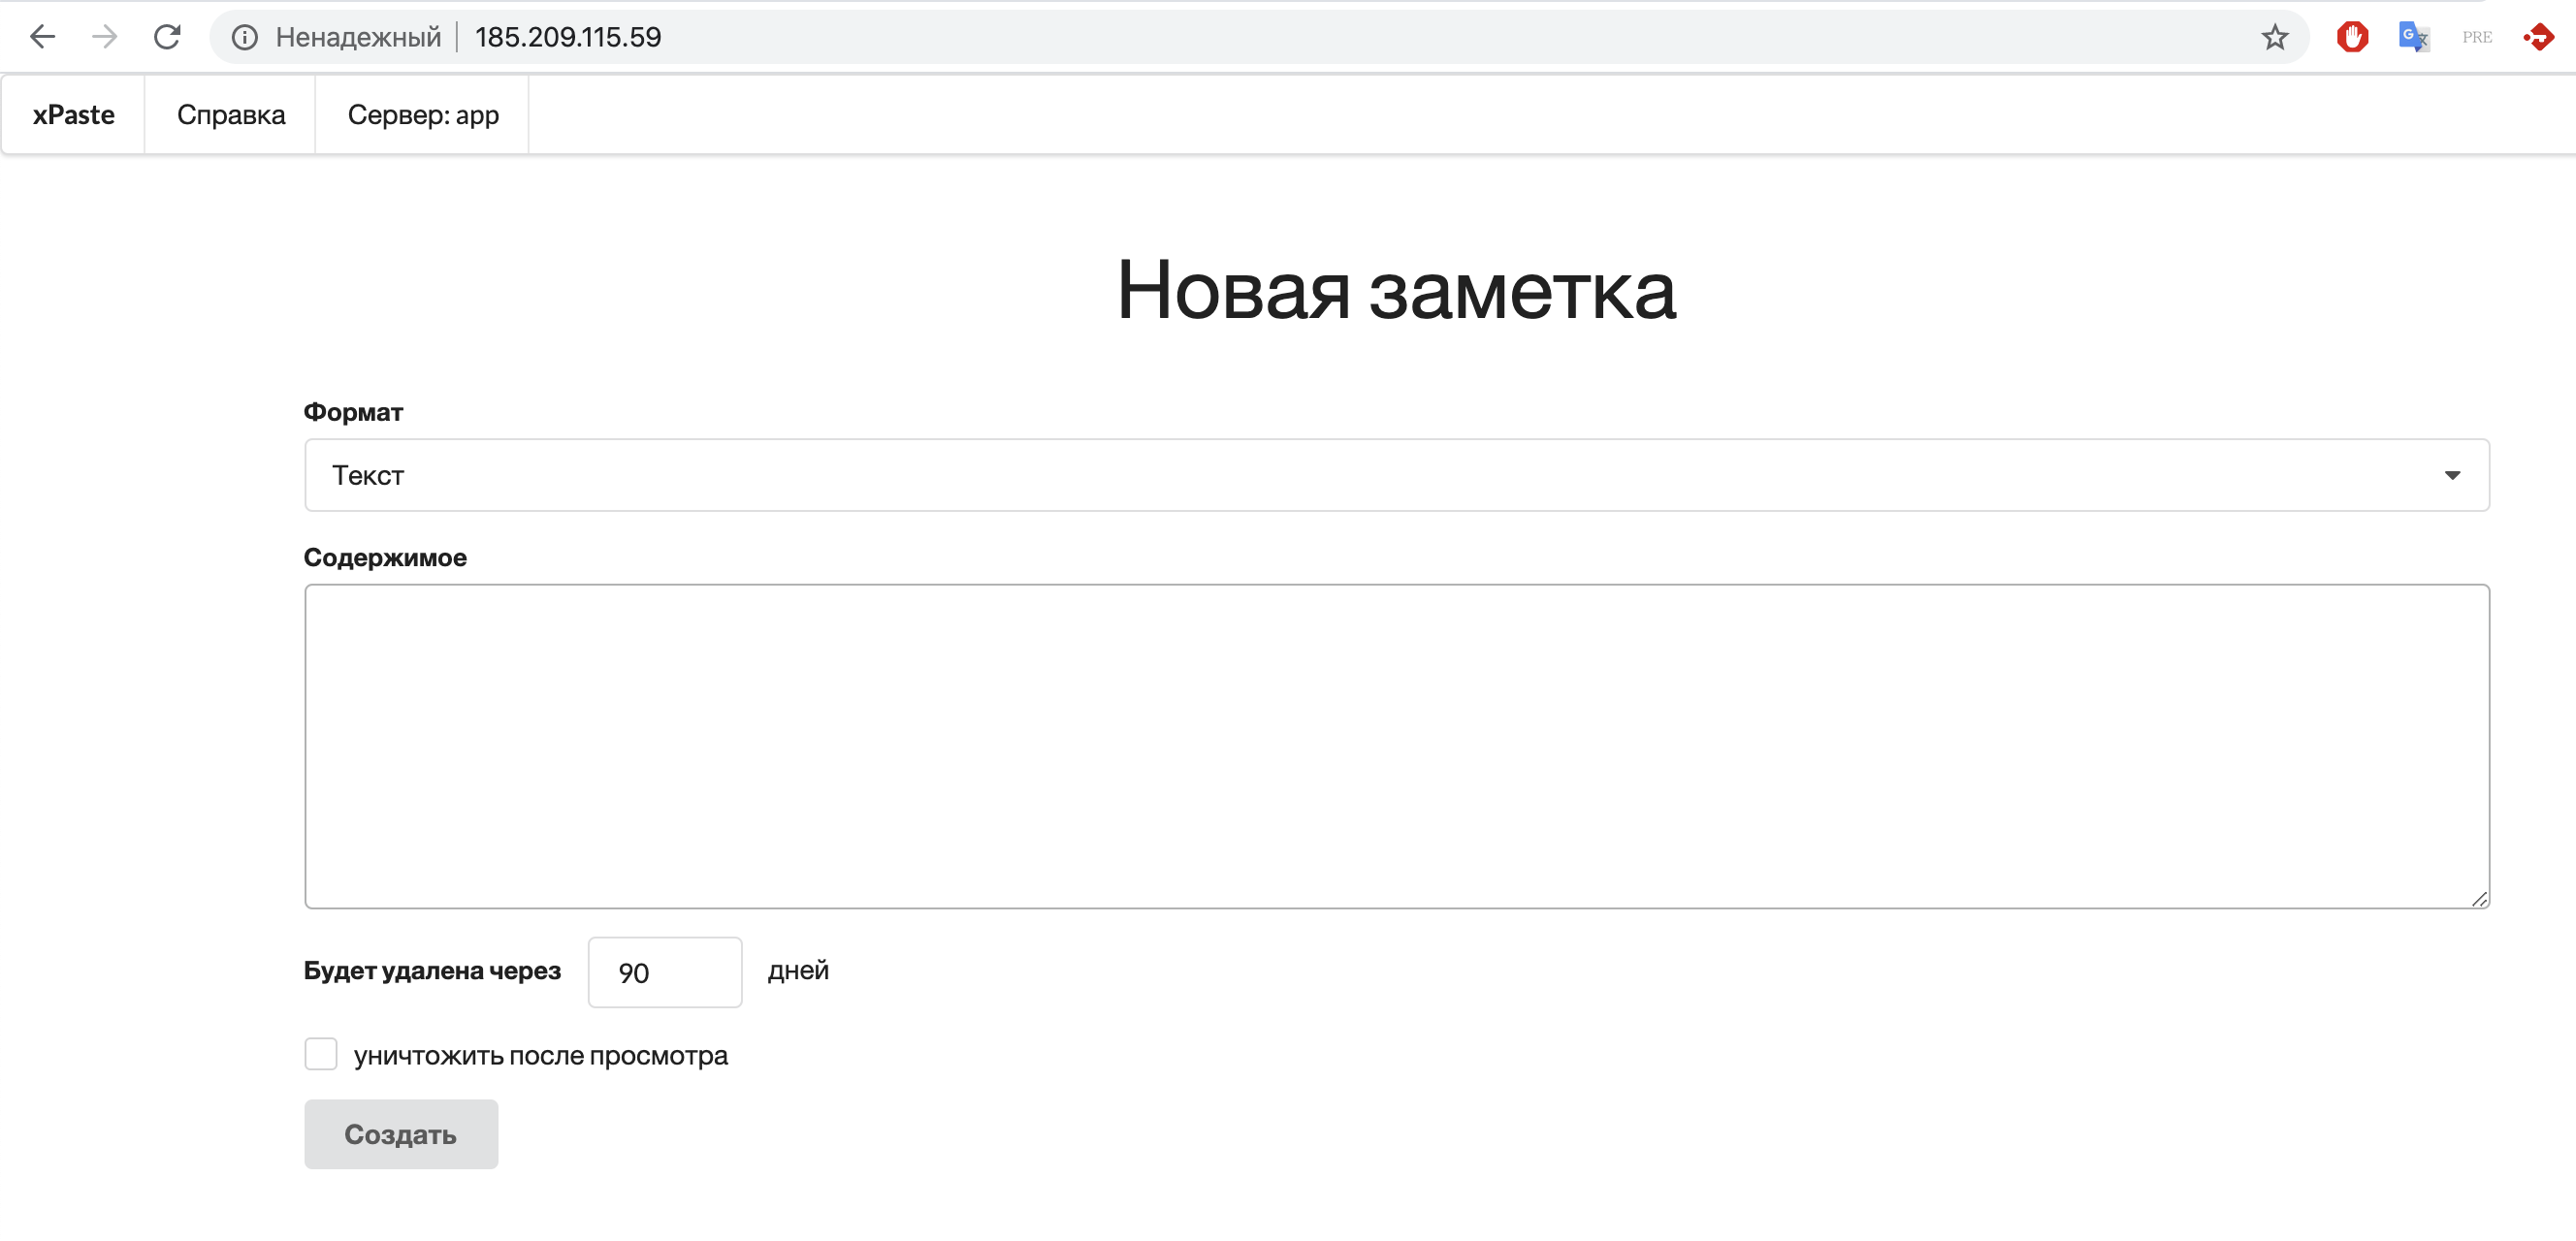 Ненадежный 185.209.115.59
PRE
xPaste Справка Сервер: app
Новая заметка
Формат
Текст
Содержимое
Будет удалена через 90 дней
уничтожить после просмотра
Создать